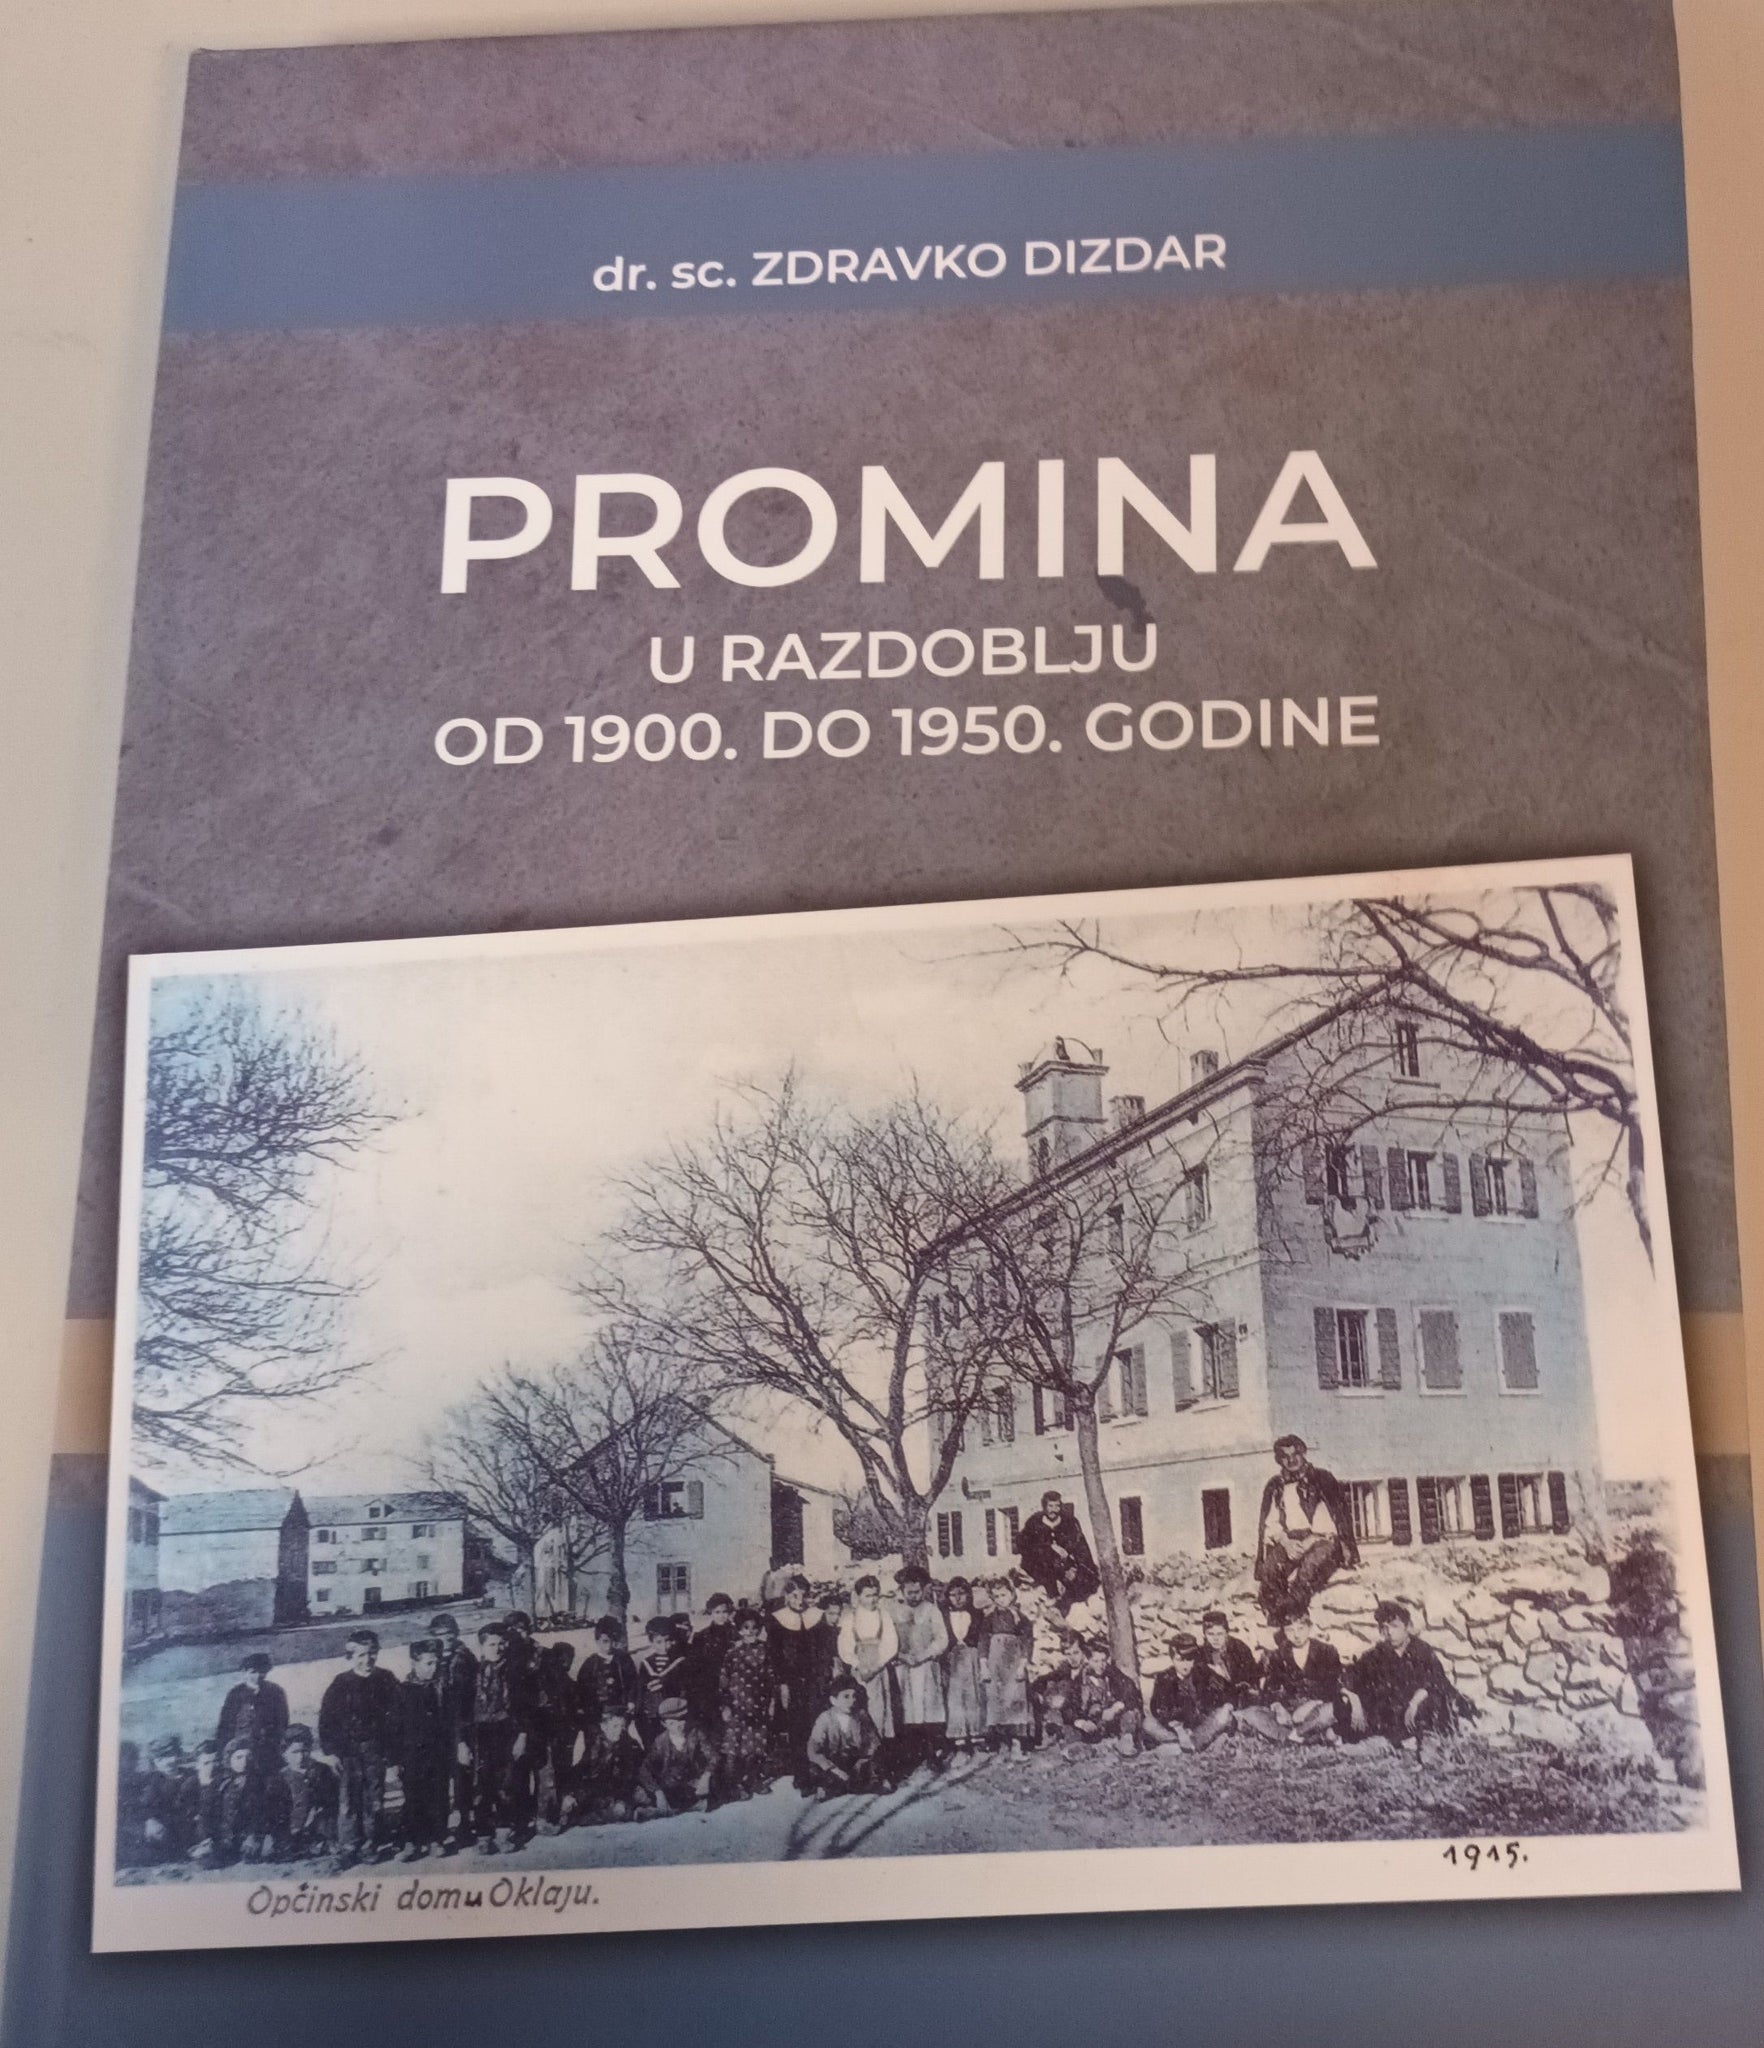 dr. sc. ZDRAVKO DIZDAR
PROMINA
U RAZDOBLJU
OD 1900. DO 1950. GODINE
1915.
Općinski dom u Oklaju.